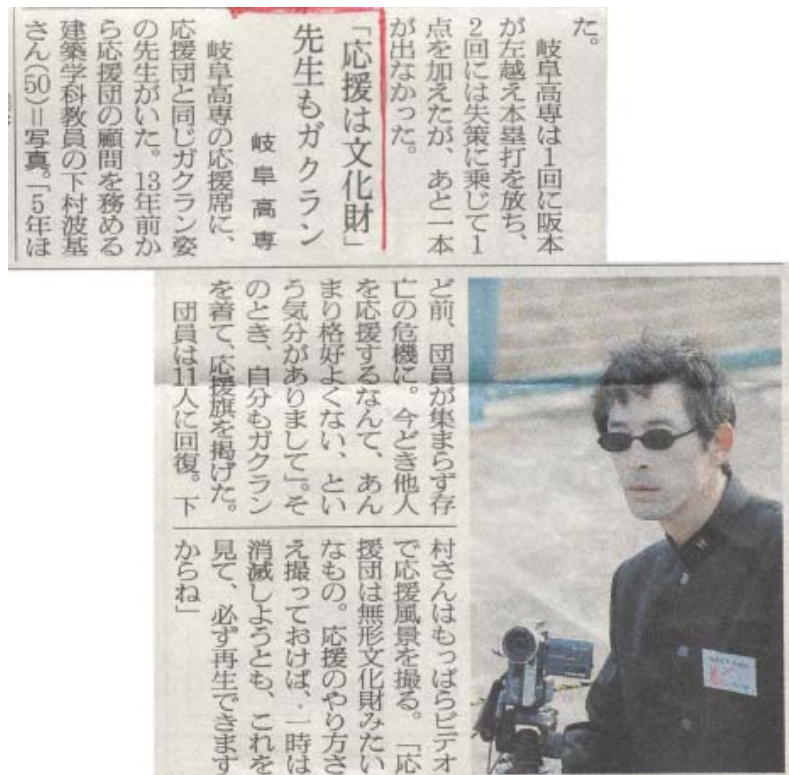 た。
　岐阜高専は1回に阪本
が左越え本塁打を放ち、
2回には失策に乗じて1
点を加えたが、あと一本
が出なかった。
「応援は文化財」
先生もガクラン
岐阜高専
　岐阜高専の応援席に、
応援団と同じガクラン姿
の先生がいた。13年前か
ら応援団の顧問を務める
建築学科教員の下村波基
さん(50)＝写真。「5年ほ
ど前、団員が集まらず存
亡の危機に。今どき他人
を応援するなんて、あん
まり格好よくない、とい
う気分がありまして」。そ
のとき、自分もガクラン
を着て、応援旗を掲げた。
　団員は11人に回復。下
村さんはもっぱらビデオ
で応援風景を撮る。「応
援団は無形文化財みたい
なもの。応援のやり方さ
え撮っておけば、一時は
消滅しようとも、これを
見て、必ず再生できます
からね」